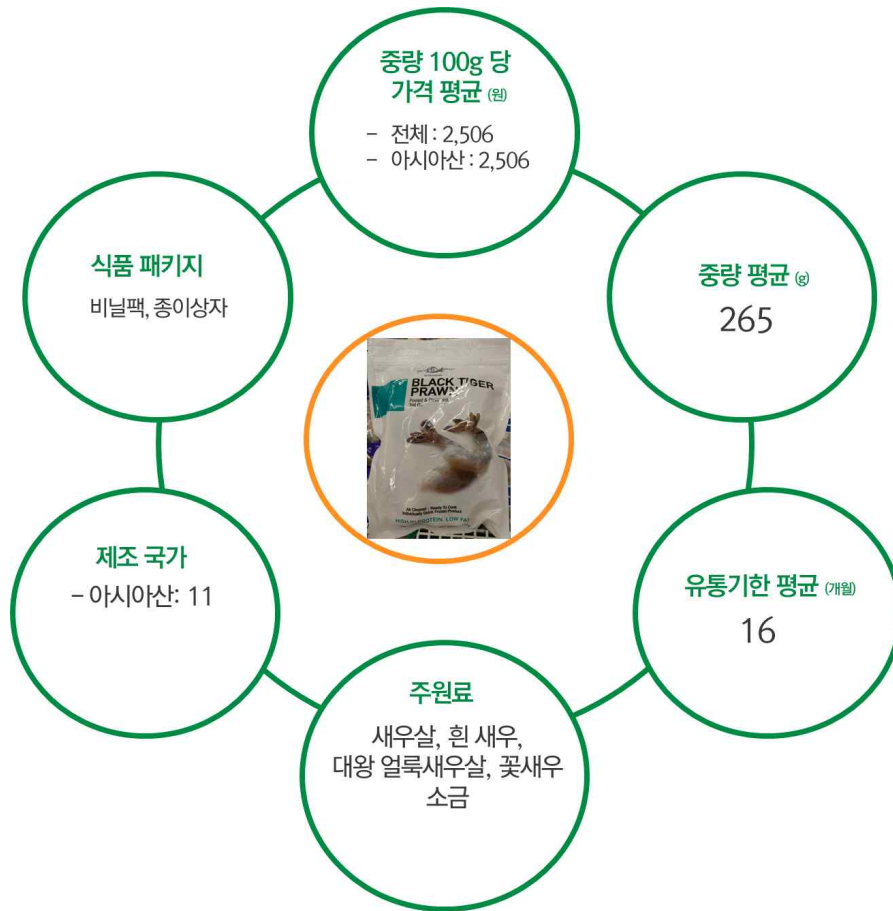 중량 100g 당
가격 평균 (원)
- 전체 : 2,506
- 아시아산 : 2,506
식품 패키지
비닐팩, 종이상자
중량 평균 (g)
265
BLACK TIGER
PRAWN
HIGH PROTEIN, LOW FAT
제조 국가
- 아시아산: 11
유통기한 평균 (개월)
16
주원료
새우살, 흰 새우,
대왕 얼룩새우살, 꽃새우
소금